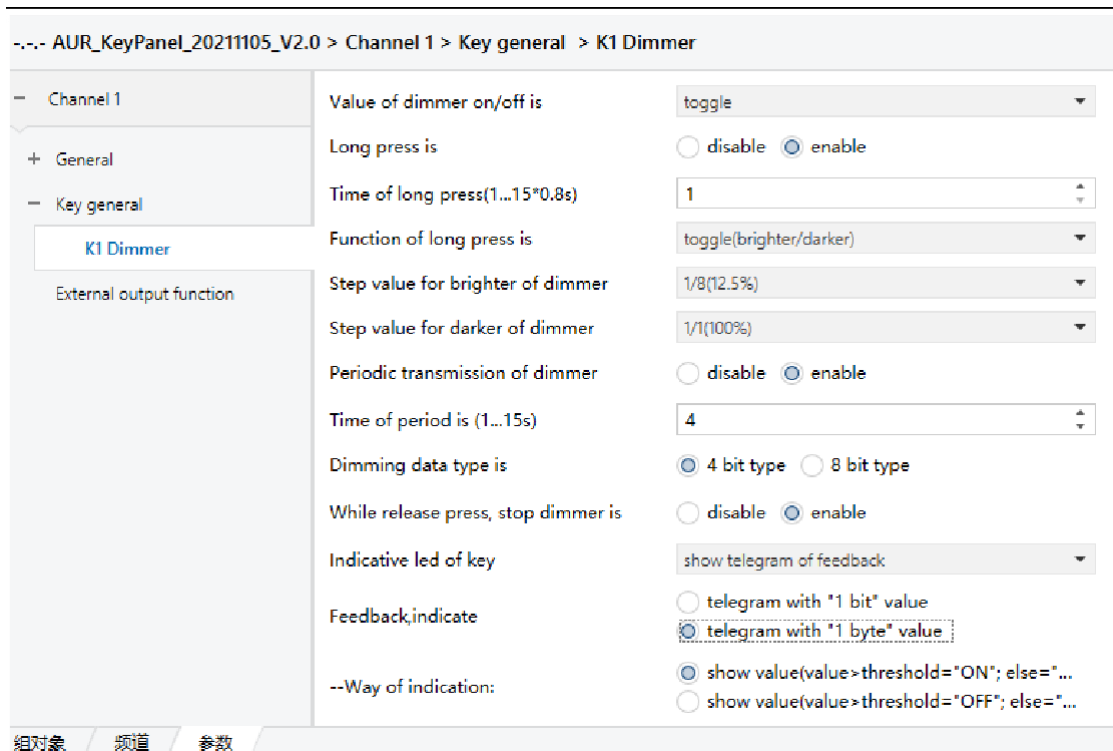 -.-.- AUR_KeyPanel_20211105_V2.0 > Channel 1 > Key general > K1 Dimmer
− Channel 1
+ General
− Key general
K1 Dimmer
External output function
Value of dimmer on/off is toggle
Long press is disable enable
Time of long press(1...15*0.8s) 1
Function of long press is toggle(brighter/darker)
Step value for brighter of dimmer 1/8(12.5%)
Step value for darker of dimmer 1/1(100%)
Periodic transmission of dimmer disable enable
Time of period is (1...15s) 4
Dimming data type is 4 bit type 8 bit type
While release press, stop dimmer is disable enable
Indicative led of key show telegram of feedback
Feedback,indicate
telegram with "1 bit" value
telegram with "1 byte" value
--Way of indication:
show value(value>threshold="ON"; else="...
show value(value>threshold="OFF"; else="...
组对象 频道 参数